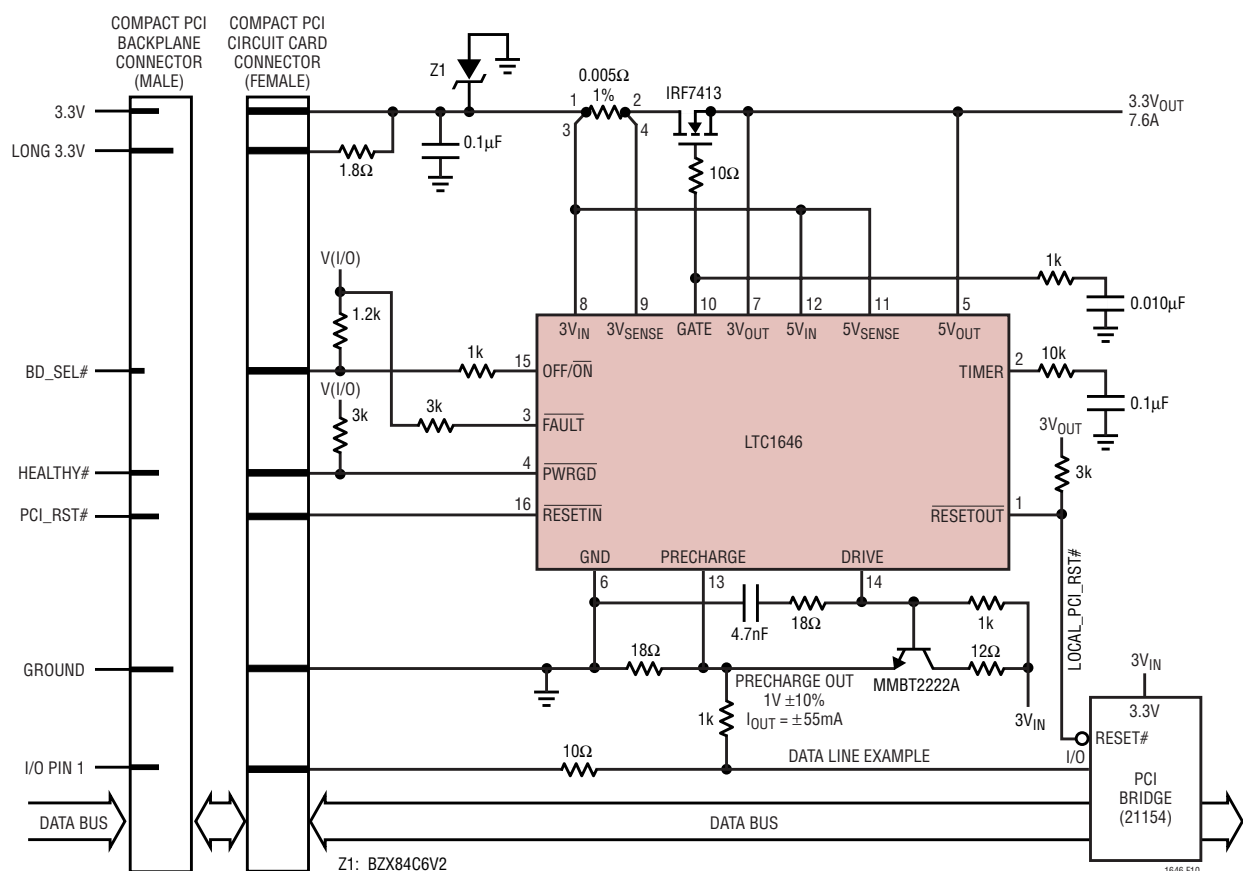 COMPACT PCI
BACKPLANE
CONNECTOR
(MALE)
COMPACT PCI
CIRCUIT CARD
CONNECTOR
(FEMALE)
Z1
3.3V
LONG 3.3V
1.8Ω
0.1µF
0.005Ω
1%
1
2
3
4
IRF7413
10Ω
3.3VOUT
7.6A
V(I/O)
1.2k
1k
0.010µF
8
9
10
7
12
11
5
3VIN
3VSENSE
GATE
3VOUT
5VIN
5VSENSE
5VOUT
BD_SEL#
1k
15
OFF/ON
TIMER
2
10k
0.1µF
V(I/O)
3k
3k
3
FAULT
LTC1646
3VOUT
3k
HEALTHY#
4
PWRGD
PCI_RST#
16
RESETIN
RESETOUT
1
GND
PRECHARGE
DRIVE
6
13
14
LOCAL_PCI_RST#
4.7nF
18Ω
1k
GROUND
18Ω
12Ω
MMBT2222A
PRECHARGE OUT
1V ±10%
IOUT = ±55mA
1k
3VIN
3VIN
3.3V
RESET#
I/O
I/O PIN 1
10Ω
DATA LINE EXAMPLE
PCI
BRIDGE
(21154)
DATA BUS
DATA BUS
Z1: BZX84C6V2
1646 F10